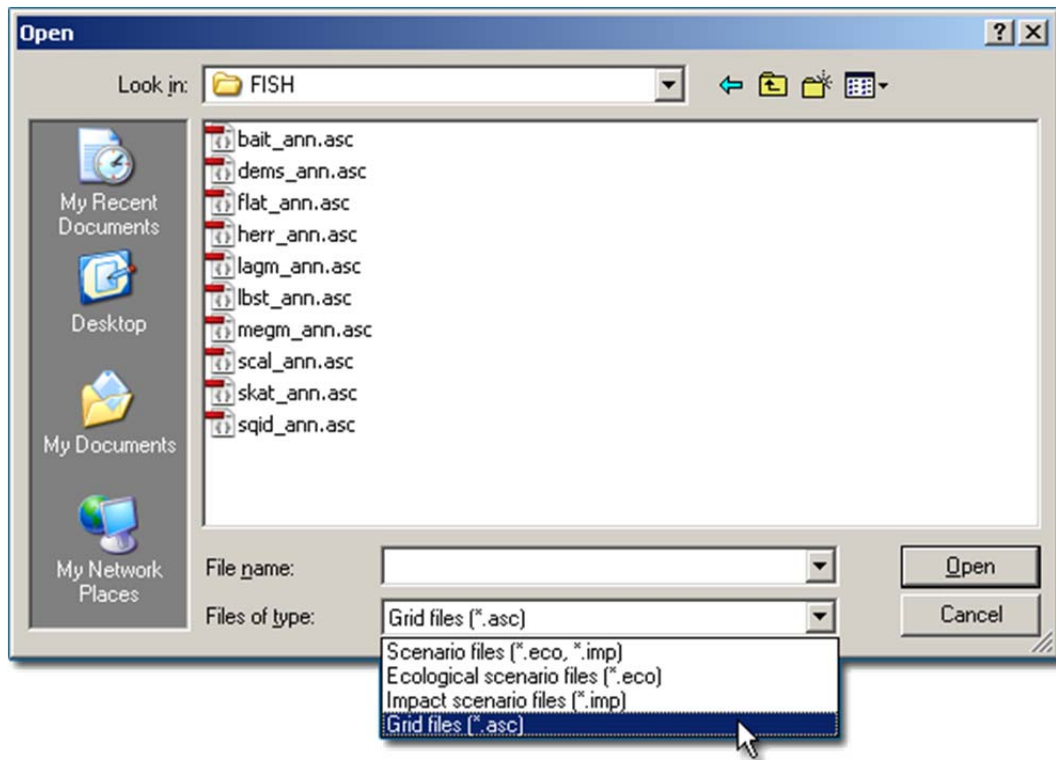 Open
Look in: FISH
My Recent
Documents
Desktop
My Documents
My Network
Places
bait_ann.asc
dems_ann.asc
flat_ann.asc
herr_ann.asc
lagm_ann.asc
lbst_ann.asc
megm_ann.asc
scal_ann.asc
skat_ann.asc
sqid_ann.asc
File name: Open
Files of type: Grid files (*.asc) Cancel
Scenario files (*.eco, *.imp)
Ecological scenario files (*.eco)
Impact scenario files (*.imp)
Grid files (*.asc)